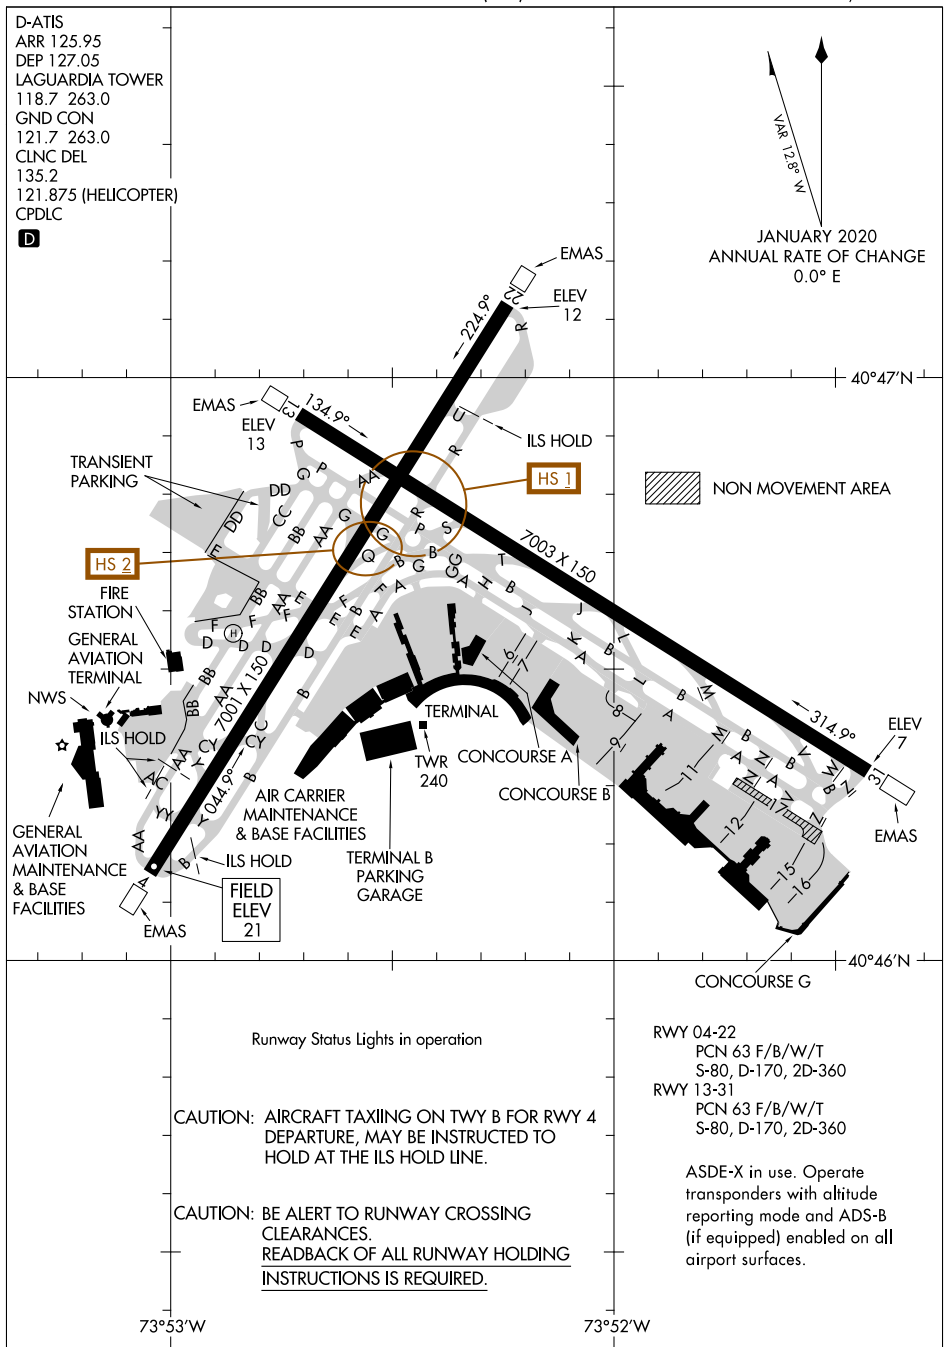 D-ATIS
ARR 125.95
DEP 127.05
LAGUARDIA TOWER
118.7 263.0
GND CON
121.7 263.0
CLNC DEL
135.2
121.875 (HELICOPTER)
CPDLC
D
VAR 12.8° W
JANUARY 2020
ANNUAL RATE OF CHANGE
0.0° E
EMAS
22
ELEV
12
R
224.9°
40°47'N
EMAS
13
134.9°
ELEV
13
U
R
ILS HOLD
HS 1
NON MOVEMENT AREA
TRANSIENT
PARKING
P
P
G
AA
DD
CC
DD
BB
AA
G
G
Q
R
P
S
B
B
G
GG
A
H
T
B
J
J
7003 X 150
E
HS 2
FIRE
STATION
BB
AA
E
F
F
F
F
F
E
E
B
A
A
H
D
D
D
D
K
A
B
L
L
GENERAL
AVIATION
TERMINAL
NWS
ILS HOLD
BB
BB
AA
7001 X 150
B
6
7
8
9
11
12
15
16
TERMINAL
TWR
240
CONCOURSE A
CONCOURSE B
A
B
M
M
A
B
N
N
A
B
V
V
W
Z
Z
314.9°
ELEV
7
31
EMAS
AA
A
C
CY
Y
CY
C
044.9°
B
YY
Y
AA
B
ILS HOLD
AIR CARRIER
MAINTENANCE
& BASE FACILITIES
TERMINAL B
PARKING
GARAGE
GENERAL
AVIATION
MAINTENANCE
& BASE
FACILITIES
4
EMAS
FIELD
ELEV
21
40°46'N
CONCOURSE G
Runway Status Lights in operation
CAUTION: AIRCRAFT TAXIING ON TWY B FOR RWY 4
DEPARTURE, MAY BE INSTRUCTED TO
HOLD AT THE ILS HOLD LINE.
CAUTION: BE ALERT TO RUNWAY CROSSING
CLEARANCES.
READBACK OF ALL RUNWAY HOLDING
INSTRUCTIONS IS REQUIRED.
RWY 04-22
PCN 63 F/B/W/T
S-80, D-170, 2D-360
RWY 13-31
PCN 63 F/B/W/T
S-80, D-170, 2D-360
ASDE-X in use. Operate
transponders with altitude
reporting mode and ADS-B
(if equipped) enabled on all
airport surfaces.
73°53'W
73°52'W